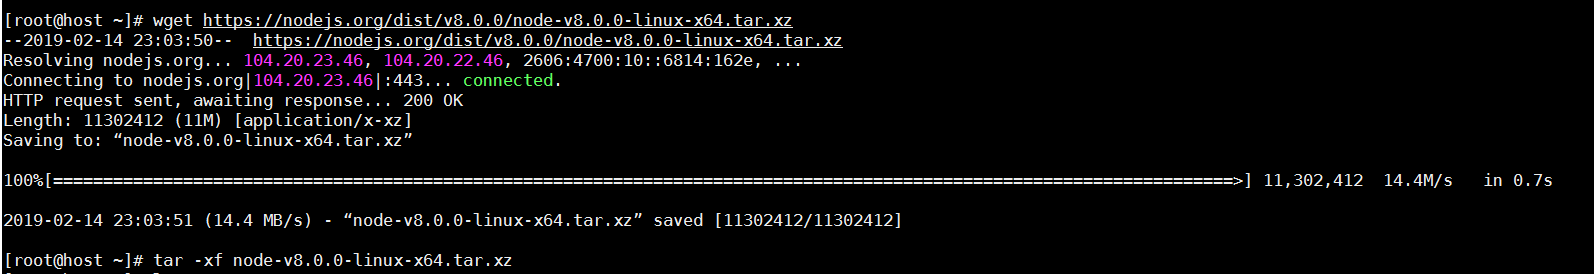 [root@host ~]# wget https://nodejs.org/dist/v8.0.0/node-v8.0.0-linux-x64.tar.xz
--2019-02-14 23:03:50--  https://nodejs.org/dist/v8.0.0/node-v8.0.0-linux-x64.tar.xz
Resolving nodejs.org... 104.20.23.46, 104.20.22.46, 2606:4700:10::6814:162e, ...
Connecting to nodejs.org|104.20.23.46|:443... connected.
HTTP request sent, awaiting response... 200 OK
Length: 11302412 (11M) [application/x-xz]
Saving to: “node-v8.0.0-linux-x64.tar.xz”
100%[======================================================================================================================>] 11,302,412  14.4M/s   in 0.7s
2019-02-14 23:03:51 (14.4 MB/s) - “node-v8.0.0-linux-x64.tar.xz” saved [11302412/11302412]
[root@host ~]# tar -xf node-v8.0.0-linux-x64.tar.xz